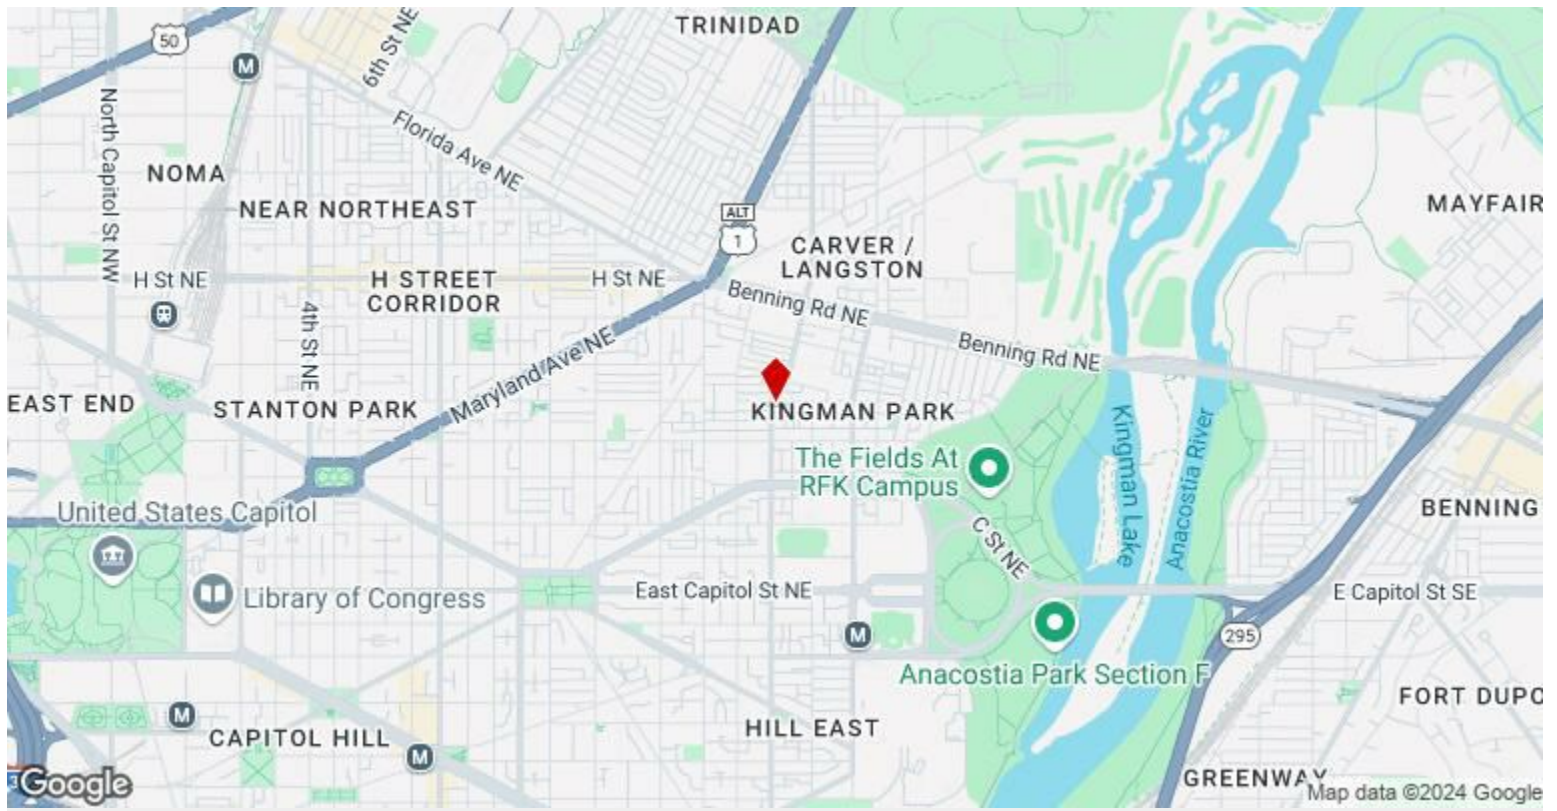 TRINIDAD
50
6th St NE
M
North Capitol St NW
Florida Ave NE
NOMA
NEAR NORTHEAST
MAYFAIR
ALT
1
CARVER /
LANGSTON
H St NE
H STREET
CORRIDOR
H St NE
Benning Rd NE
4th St NE
Benning Rd NE
Maryland Ave NE
EAST END
STANTON PARK
KINGMAN PARK
Kingman Lake
Anacostia River
The Fields At
RFK Campus
United States Capitol
BENNING
C St NE
Library of Congress
East Capitol St NE
E Capitol St SE
M
295
Anacostia Park Section F
FORT DUPO
M
HILL EAST
CAPITOL HILL
M
GREENWAY
Google
Map data ©2024 Google